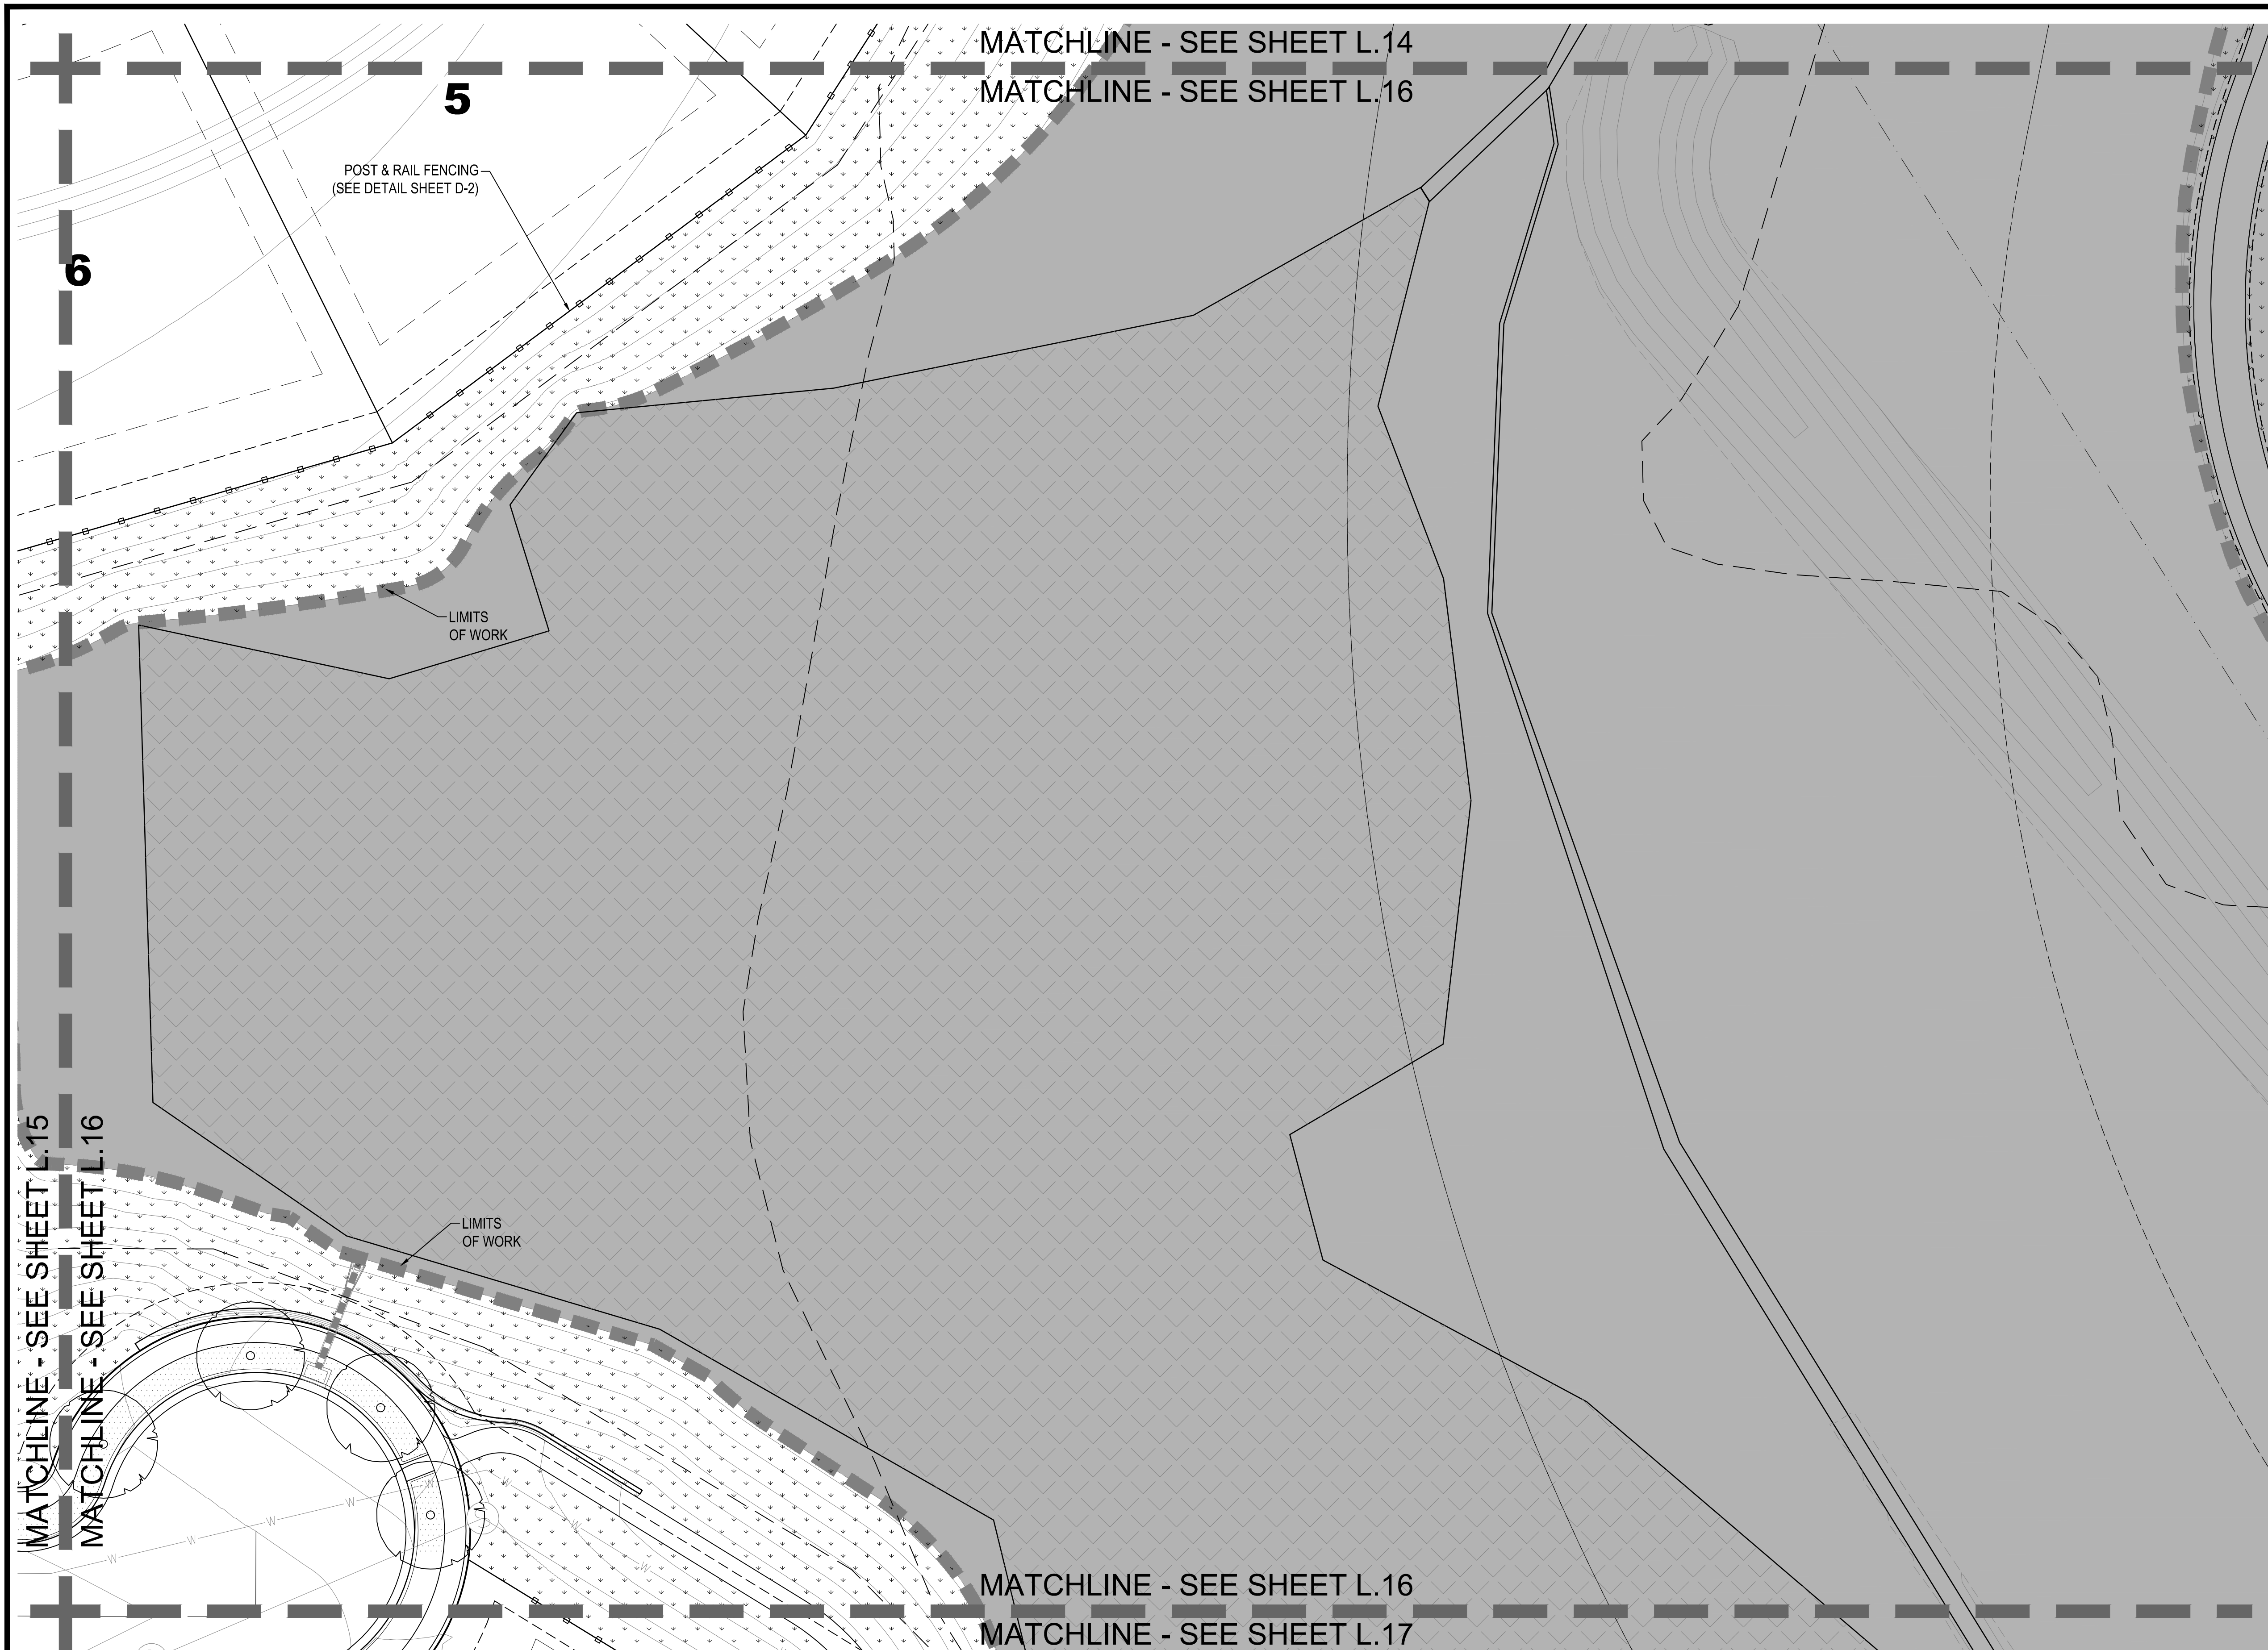 MATCHLINE - SEE SHEET L.14
MATCHLINE - SEE SHEET L.16
5
POST & RAIL FENCING
(SEE DETAIL SHEET D-2)
6
LIMITS
OF WORK
MATCHLINE - SEE SHEET L.15
MATCHLINE - SEE SHEET L.16
LIMITS
OF WORK
W
W
W
W
W
W
W
MATCHLINE - SEE SHEET L.16
MATCHLINE - SEE SHEET L.17